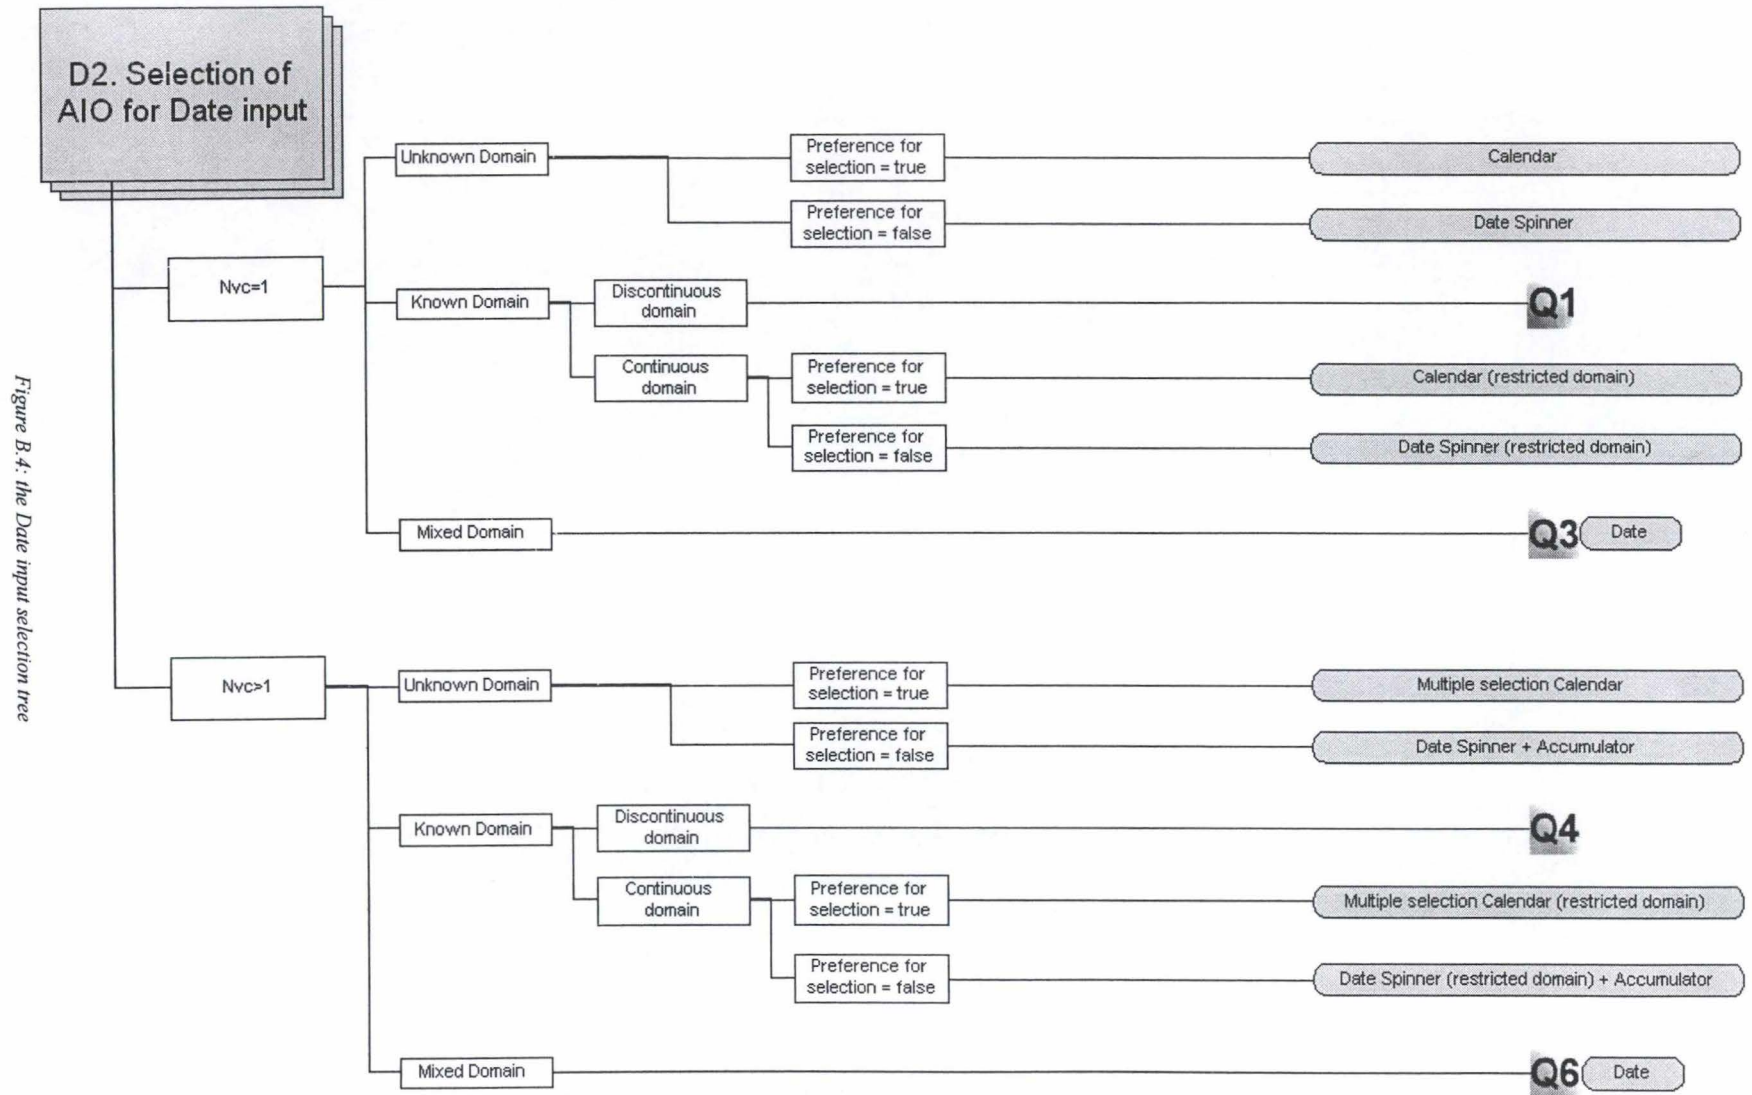 D2. Selection of
AIO for Date input
Nvc=1
Unknown Domain
Preference for
selection = true
Calendar
Preference for
selection = false
Date Spinner
Known Domain
Discontinuous
domain
Q1
Continuous
domain
Preference for
selection = true
Calendar (restricted domain)
Preference for
selection = false
Date Spinner (restricted domain)
Mixed Domain
Q3
Date
Nvc>1
Unknown Domain
Preference for
selection = true
Multiple selection Calendar
Preference for
selection = false
Date Spinner + Accumulator
Known Domain
Discontinuous
domain
Q4
Continuous
domain
Preference for
selection = true
Multiple selection Calendar (restricted domain)
Preference for
selection = false
Date Spinner (restricted domain) + Accumulator
Mixed Domain
Q6
Date
Figure B.4: the Date input selection tree